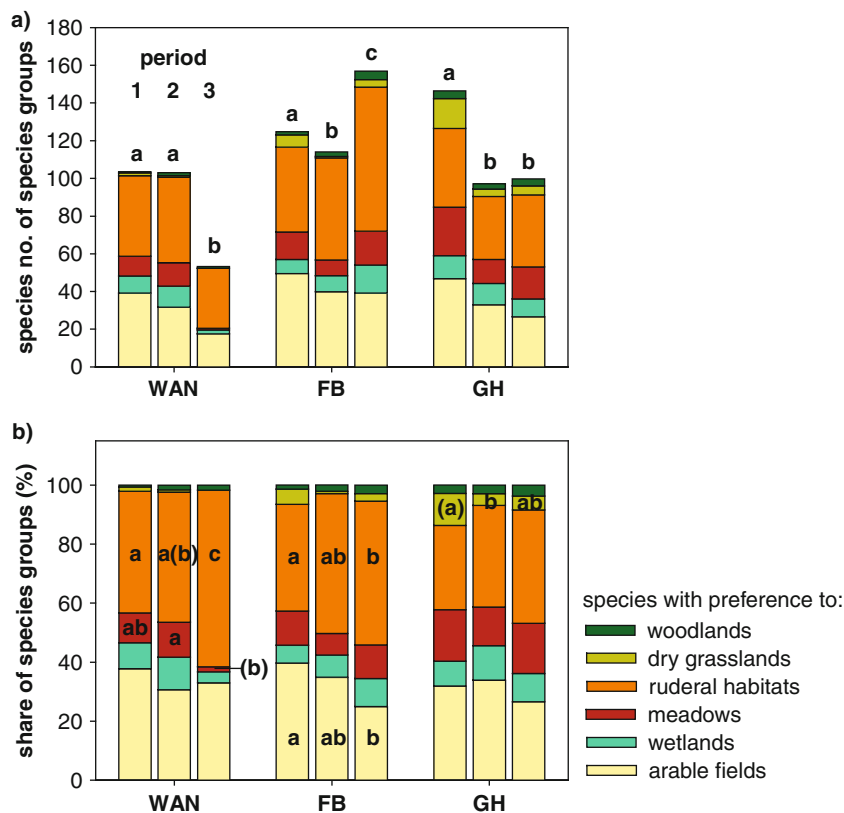 a)
species no. of species groups
180
160
140
120
100
80
60
40
20
0
period
1 2 3
a a b
a b c
a b b
WAN FB GH
b)
share of species groups (%)
100
80
60
40
20
0
a a(b) c
ab a (b)
a ab b
a ab b
(a) b ab
WAN FB GH
species with preference to:
woodlands
dry grasslands
ruderal habitats
meadows
wetlands
arable fields